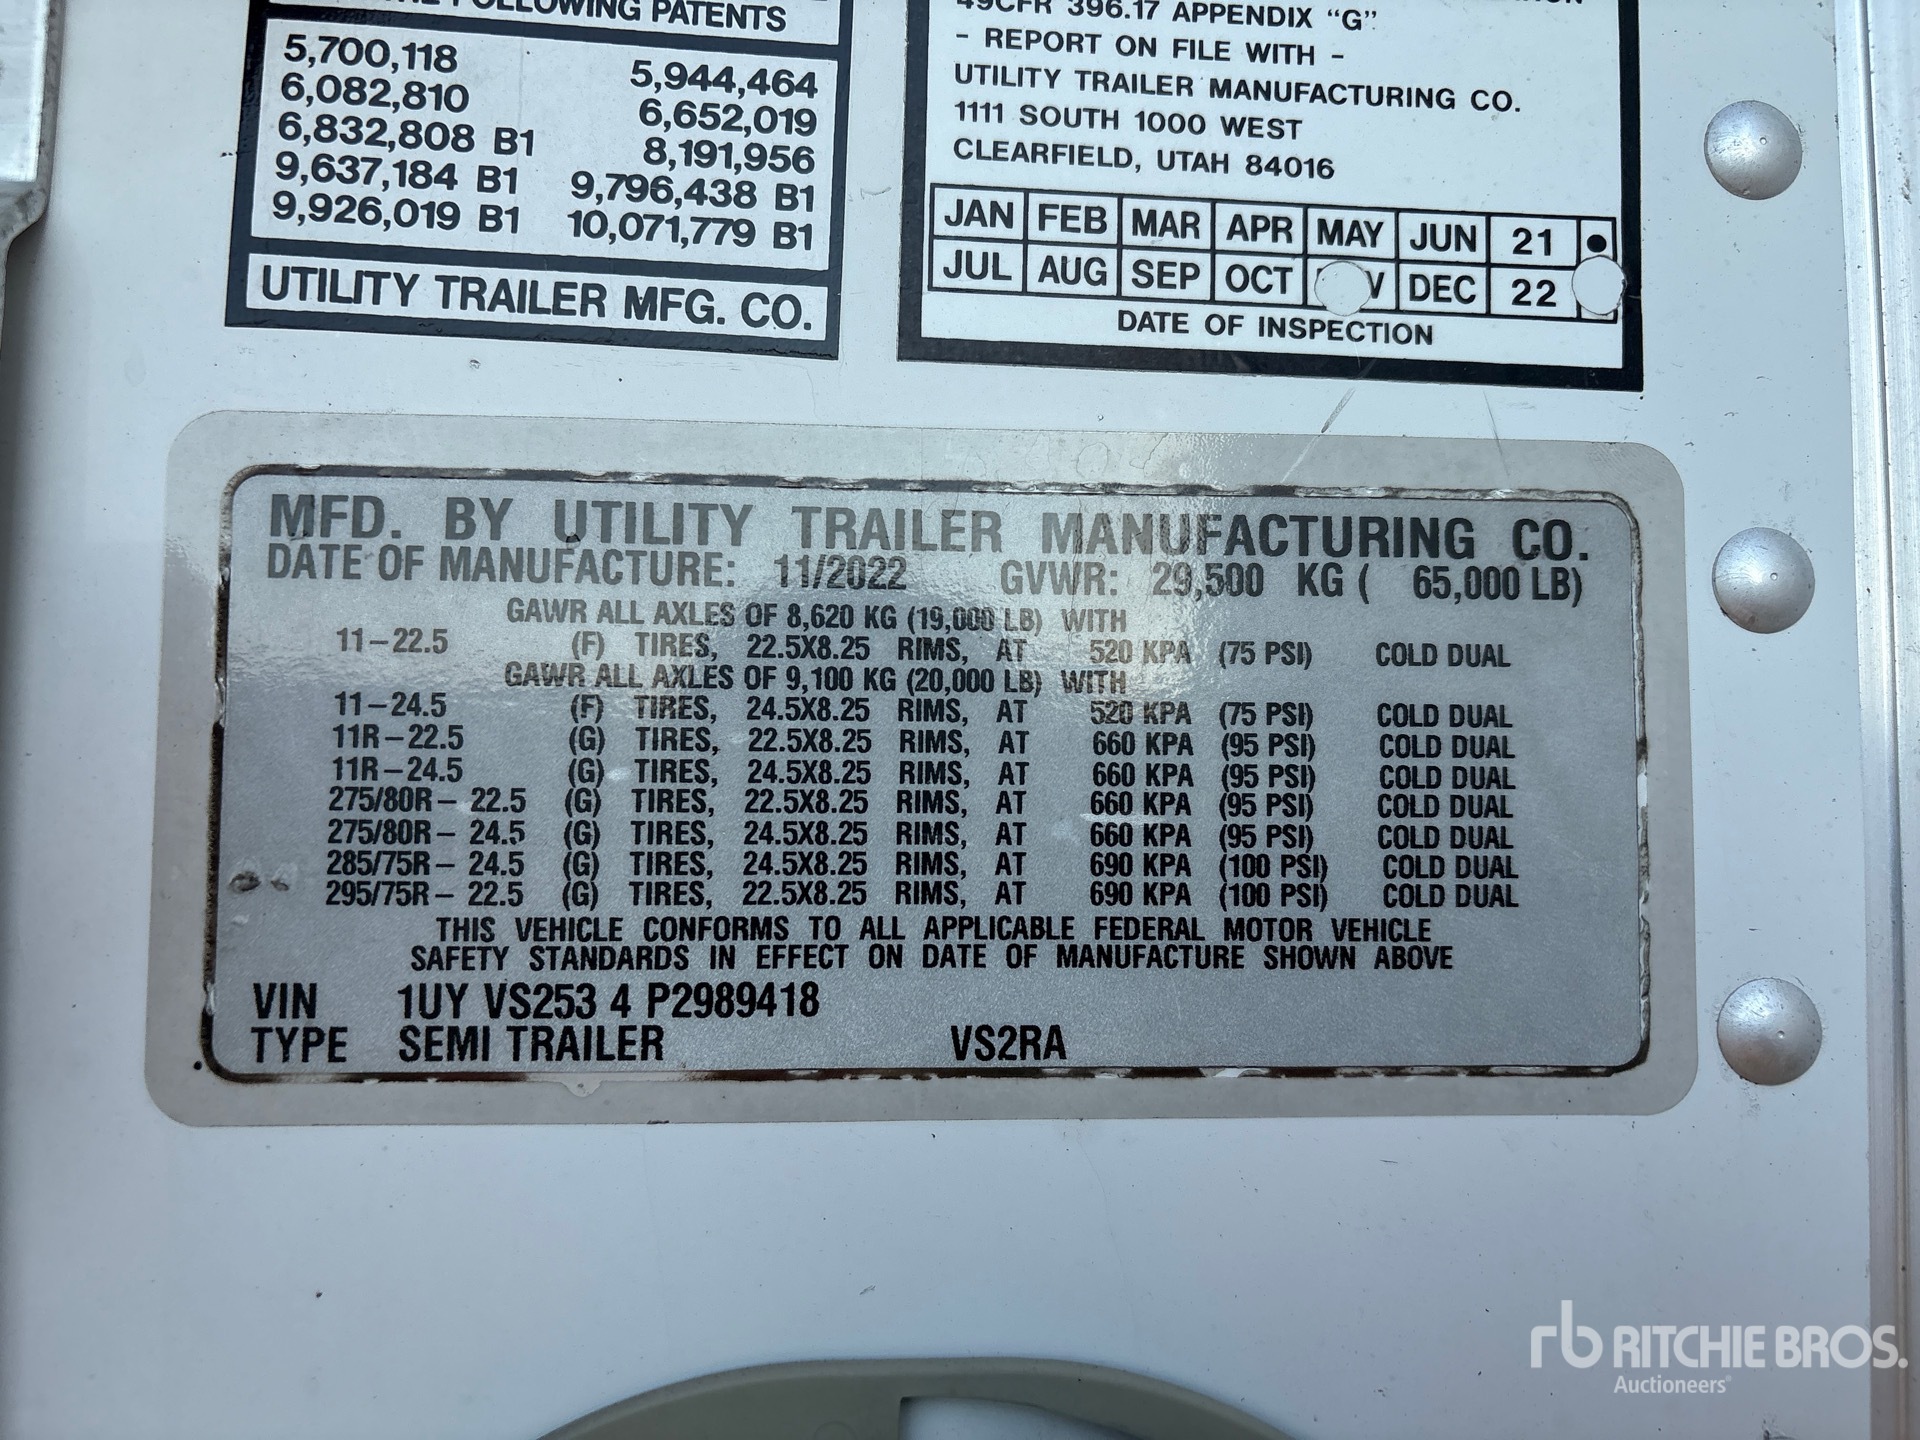 FOLLOWING PATENTS
5,700,118 5,944,464
6,082,810 6,652,019
6,832,808 B1 8,191,956
9,637,184 B1 9,796,438 B1
9,926,019 B1 10,071,779 B1
UTILITY TRAILER MFG. CO.
49CFR 396.17 APPENDIX “G”
- REPORT ON FILE WITH -
UTILITY TRAILER MANUFACTURING CO.
1111 SOUTH 1000 WEST
CLEARFIELD, UTAH 84016
JAN FEB MAR APR MAY JUN 21
JUL AUG SEP OCT V DEC 22
DATE OF INSPECTION
MFD. BY UTILITY TRAILER MANUFACTURING CO.
DATE OF MANUFACTURE: 11/2022 GVWR: 29,500 KG ( 65,000 LB)
GAWR ALL AXLES OF 8,620 KG (19,000 LB) WITH
11-22.5 (F) TIRES, 22.5X8.25 RIMS, AT 520 KPA (75 PSI) COLD DUAL
GAWR ALL AXLES OF 9,100 KG (20,000 LB) WITH
11-24.5 (F) TIRES, 24.5X8.25 RIMS, AT 520 KPA (75 PSI) COLD DUAL
11R-22.5 (G) TIRES, 22.5X8.25 RIMS, AT 660 KPA (95 PSI) COLD DUAL
11R-24.5 (G) TIRES, 24.5X8.25 RIMS, AT 660 KPA (95 PSI) COLD DUAL
275/80R- 22.5 (G) TIRES, 22.5X8.25 RIMS, AT 660 KPA (95 PSI) COLD DUAL
275/80R- 24.5 (G) TIRES, 24.5X8.25 RIMS, AT 660 KPA (95 PSI) COLD DUAL
285/75R- 24.5 (G) TIRES, 24.5X8.25 RIMS, AT 690 KPA (100 PSI) COLD DUAL
295/75R- 22.5 (G) TIRES, 22.5X8.25 RIMS, AT 690 KPA (100 PSI) COLD DUAL
THIS VEHICLE CONFORMS TO ALL APPLICABLE FEDERAL MOTOR VEHICLE
SAFETY STANDARDS IN EFFECT ON DATE OF MANUFACTURE SHOWN ABOVE
VIN 1UY VS253 4 P2989418
TYPE SEMI TRAILER VS2RA
rb RITCHIE BROS.
Auctioneers